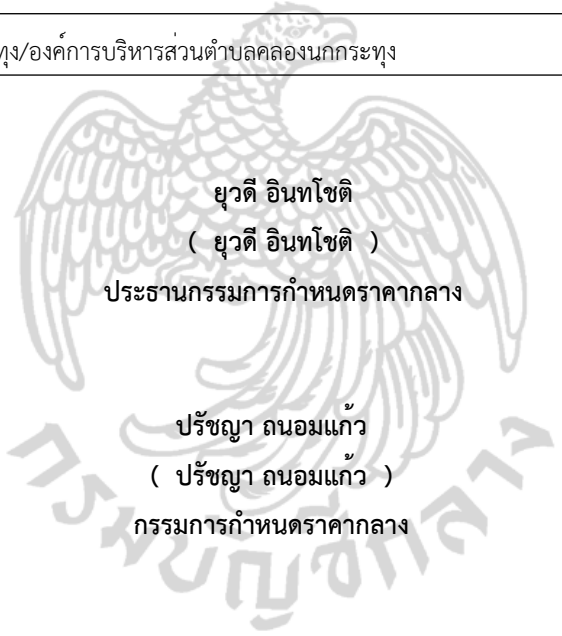 ทุง/องค์การบริหารส่วนตำบลคลองนกกระทุง
ยุวดี อินทโชติ
( ยุวดี อินทโชติ )
ประธานกรรมการกำหนดราคากลาง
ปรัชญา ถนอมแก้ว
( ปรัชญา ถนอมแก้ว )
กรรมการกำหนดราคากลาง
กรมบัญชีกลาง